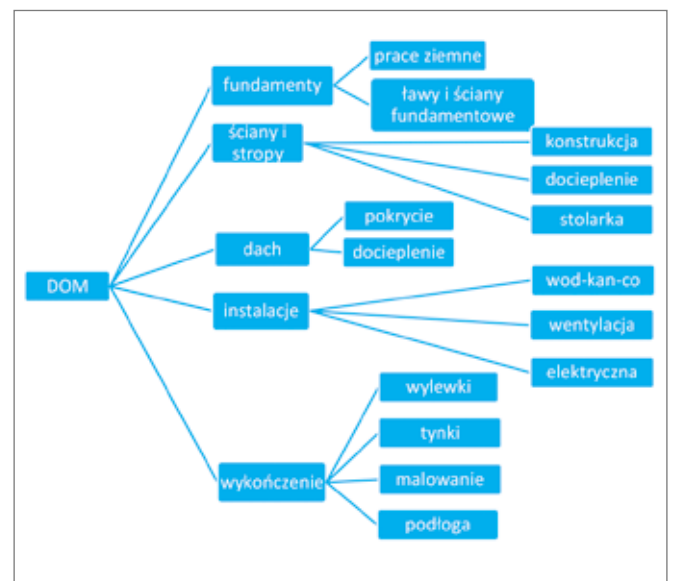 DOM
fundamenty
prace ziemne
ławy i ściany
fundamentowe
ściany i
stropy
konstrukcja
docieplenie
stolarka
dach
pokrycie
docieplenie
instalacje
wod-kan-co
wentylacja
elektryczna
wykończenie
wylewki
tynki
malowanie
podłoga